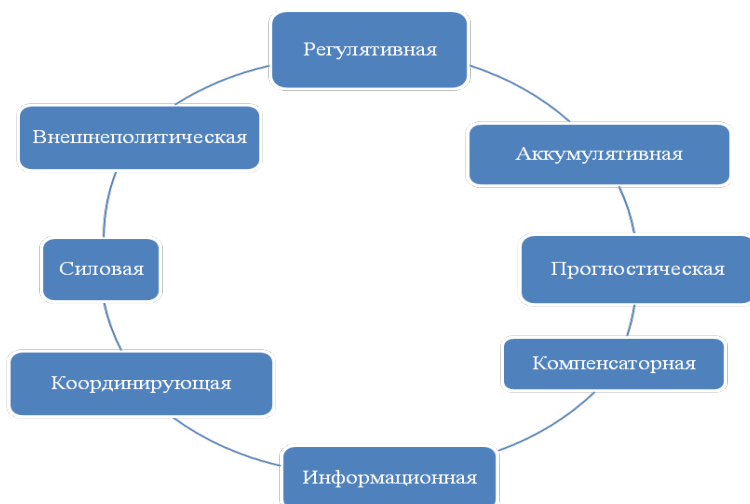 Регулятивная
Внешнеполитическая
Аккумулятивная
Силовая
Прогностическая
Компенсаторная
Координирующая
Информационная